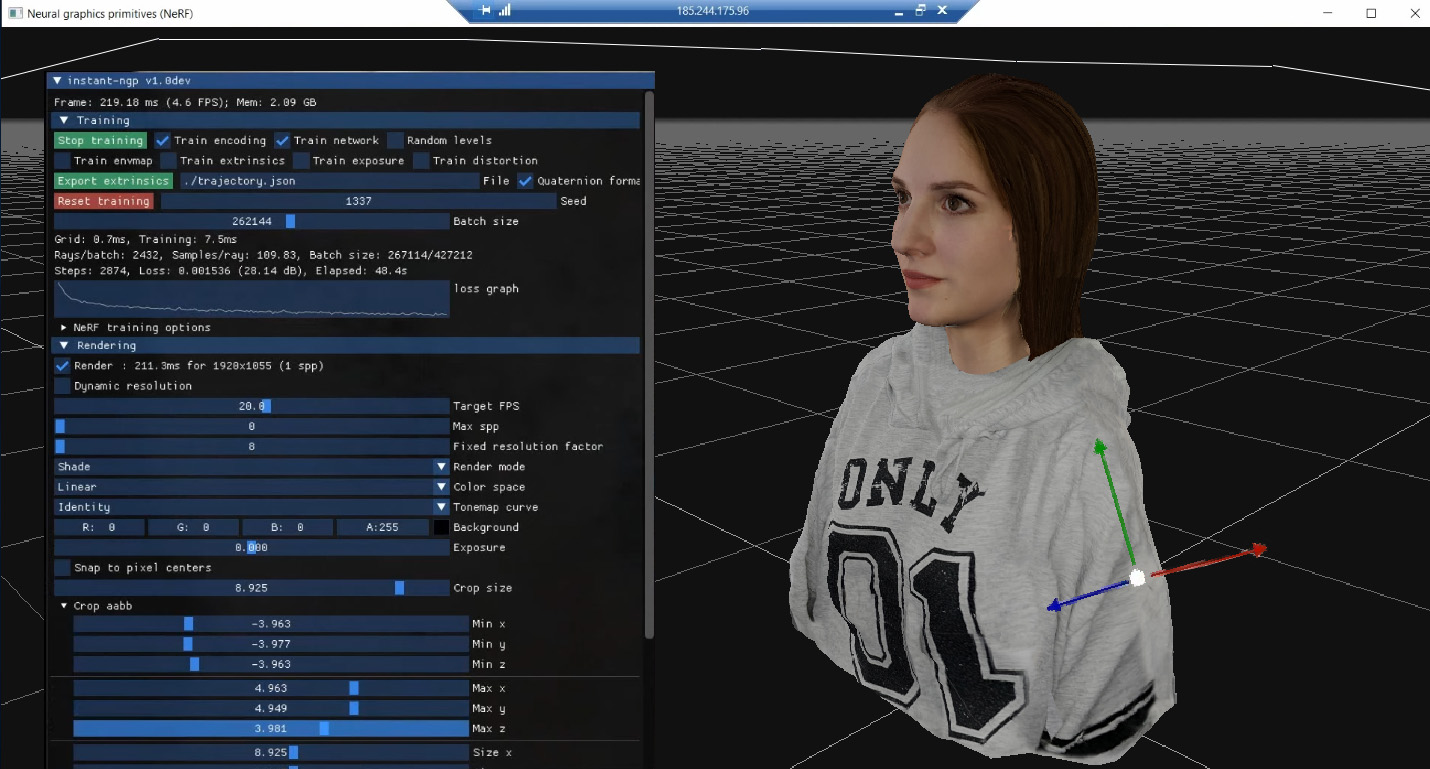 Neural graphics primitives (NeRF)
185.244.175.96
instant-ngp v1.0dev
Frame: 219.18 ms (4.6 FPS); Mem: 2.09 GB
Training
Stop training Train encoding Train network Random levels
Train envmap Train extrinsics Train exposure Train distortion
Export extrinsics ./trajectory.json File Quaternion forma
Reset training 1337 Seed
262144 Batch size
Grid: 0.7ms, Training: 7.5ms
Rays/batch: 2432, Samples/ray: 109.83, Batch size: 267114/427212
Steps: 2874, Loss: 0.001536 (28.14 dB), Elapsed: 48.4s
loss graph
NeRF training options
Rendering
Render : 211.3ms for 1920x1055 (1 spp)
Dynamic resolution
20.0 Target FPS
0 Max spp
8 Fixed resolution factor
Shade Render mode
Linear Color space
Identity Tonemap curve
R: 0 G: 0 B: 0 A:255 Background
0.000 Exposure
Snap to pixel centers
8.925 Crop size
Crop aabb
-3.963 Min x
-3.977 Min y
-3.963 Min z
4.963 Max x
4.949 Max y
3.981 Max z
8.925 Size x
ONLY
01